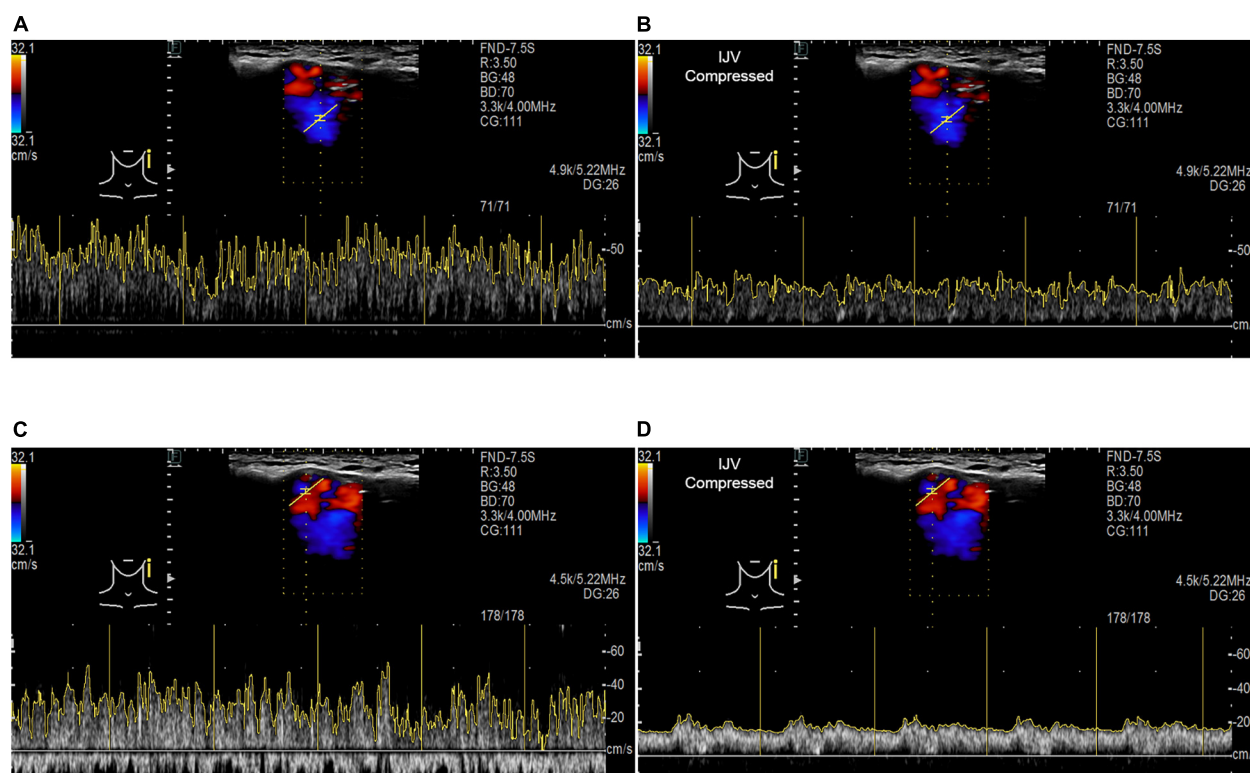 A
32.1
32.1
cm/s
F
FND-7.5S
R:3.50
BG:48
BD:70
3.3k/4.00MHz
CG:111
4.9k/5.22MHz
DG:26
71/71
-50
cm/s
B
IJV
Compressed
32.1
32.1
cm/s
F
FND-7.5S
R:3.50
BG:48
BD:70
3.3k/4.00MHz
CG:111
4.9k/5.22MHz
DG:26
71/71
-50
cm/
C
32.1
32.1
cm/s
F
FND-7.5S
R:3.50
BG:48
BD:70
3.3k/4.00MHz
CG:111
4.5k/5.22MHz
DG:26
178/178
-60
-40
-20
cm/s
D
IJV
Compressed
32.1
32.1
cm/s
F
FND-7.5S
R:3.50
BG:48
BD:70
3.3k/4.00MHz
CG:111
4.5k/5.22MHz
DG:26
178/178
-60
-40
-20
cm/